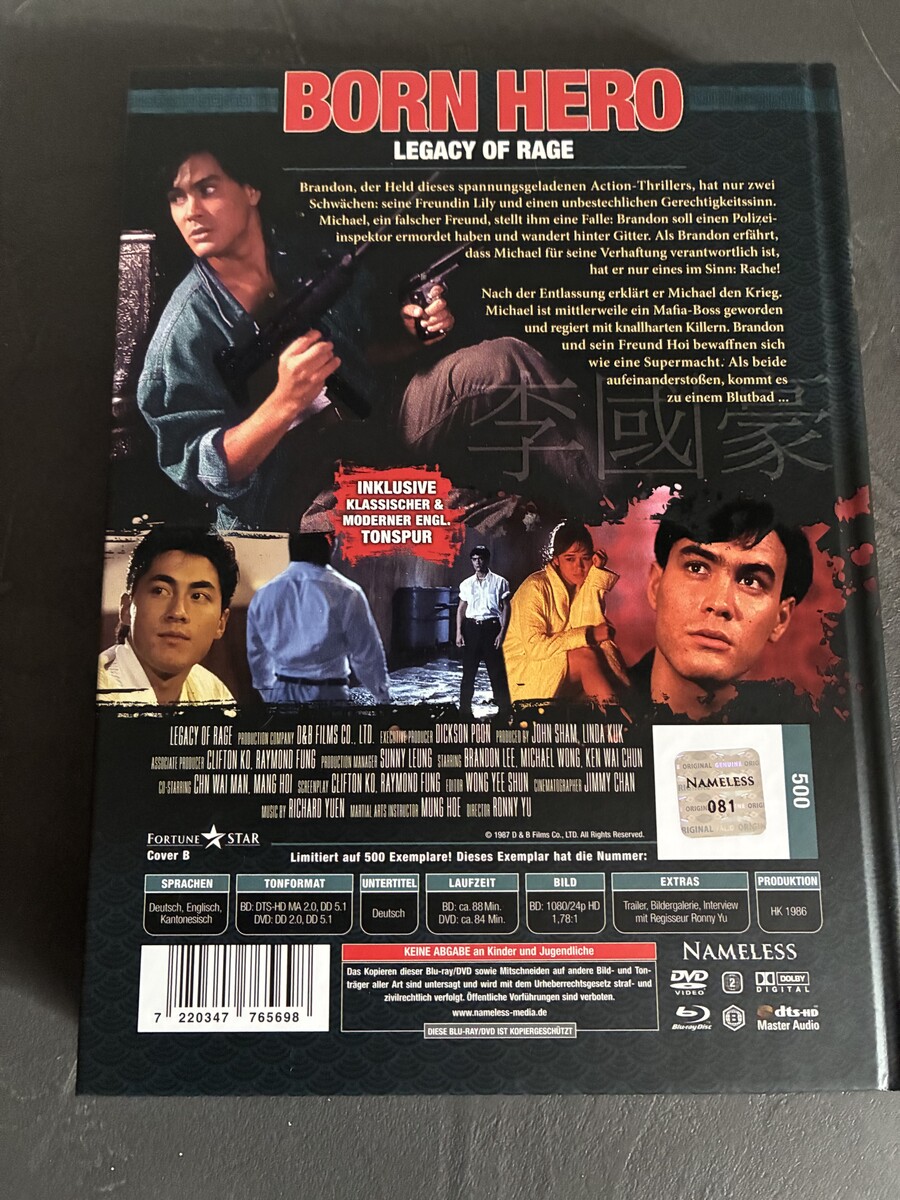 BORN HERO
LEGACY OF RAGE
Brandon, der Held dieses spannungsgeladenen Action-Thrillers, hat nur zwei
Schwächen: seine Freundin Lily und einen unbestechlichen Gerechtigkeitssinn.
Michael, ein falscher Freund, stellt ihm eine Falle: Brandon soll einen Polizei-
inspektor ermordet haben und wandert hinter Gitter. Als Brandon erfährt,
dass Michael für seine Verhaftung verantwortlich ist,
hat er nur eines im Sinn: Rache!
Nach der Entlassung erklärt er Michael den Krieg.
Michael ist mittlerweile ein Mafia-Boss geworden
und regiert mit knallharten Killern. Brandon
und sein Freund Hoi bewaffnen sich
wie eine Supermacht. Als beide
aufeinanderstoßen, kommt es
zu einem Blutbad ...
李國豪
INKLUSIVE
KLASSISCHER &
MODERNER ENGL.
TONSPUR
LEGACY OF RAGE PRODUCTION COMPANY D&B FILMS CO., LTD. EXECUTIVE PRODUCER DICKSON POON PRODUCED BY JOHN SHAM, LINDA KUK
ASSOCIATE PRODUCER CLIFTON KO, RAYMOND FUNG PRODUCTION MANAGER SUNNY LEUNG STARRING BRANDON LEE, MICHAEL WONG, KEN WAI CHUN
CO-STARRING CHN WAI MAN, MANG HOI SCREENPLAY CLIFTON KO, RAYMOND FUNG EDITOR WONG YEE SHUN CINEMATOGRAPHER JIMMY CHAN
MUSIC BY RICHARD YUEN MARTIAL ARTS INSTRUCTOR MUNG HOE DIRECTOR RONNY YU
© 1987 D & B Films Co., LTD. All Rights Reserved.
FORTUNE STAR
Cover B
Limitiert auf 500 Exemplare! Dieses Exemplar hat die Nummer:
ORIGINAL GENUINE
NAMELESS
081
500
SPRACHEN
Deutsch, Englisch,
Kantonesisch
TONFORMAT
BD: DTS-HD MA 2.0, DD 5.1
DVD: DD 2.0, DD 5.1
UNTERTITEL
Deutsch
LAUFZEIT
BD: ca. 88 Min.
DVD: ca. 84 Min.
BILD
BD: 1080/24p HD
1,78:1
EXTRAS
Trailer, Bildergalerie, Interview
mit Regisseur Ronny Yu
PRODUKTION
HK 1986
7 220347 765698
KEINE ABGABE an Kinder und Jugendliche
Das Kopieren dieser Blu-ray/DVD sowie Mitschneiden auf andere Bild- und Ton-
träger aller Art sind untersagt und wird mit dem Urheberrechtsgesetz straf- und
zivilrechtlich verfolgt. Öffentliche Vorführungen sind verboten.
www.nameless-media.de
DIESE BLU-RAY/DVD IST KOPIERGESCHÜTZT
NAMELESS
DVD VIDEO
2
DOLBY DIGITAL
Blu-ray Disc
B
dts-HD
Master Audio